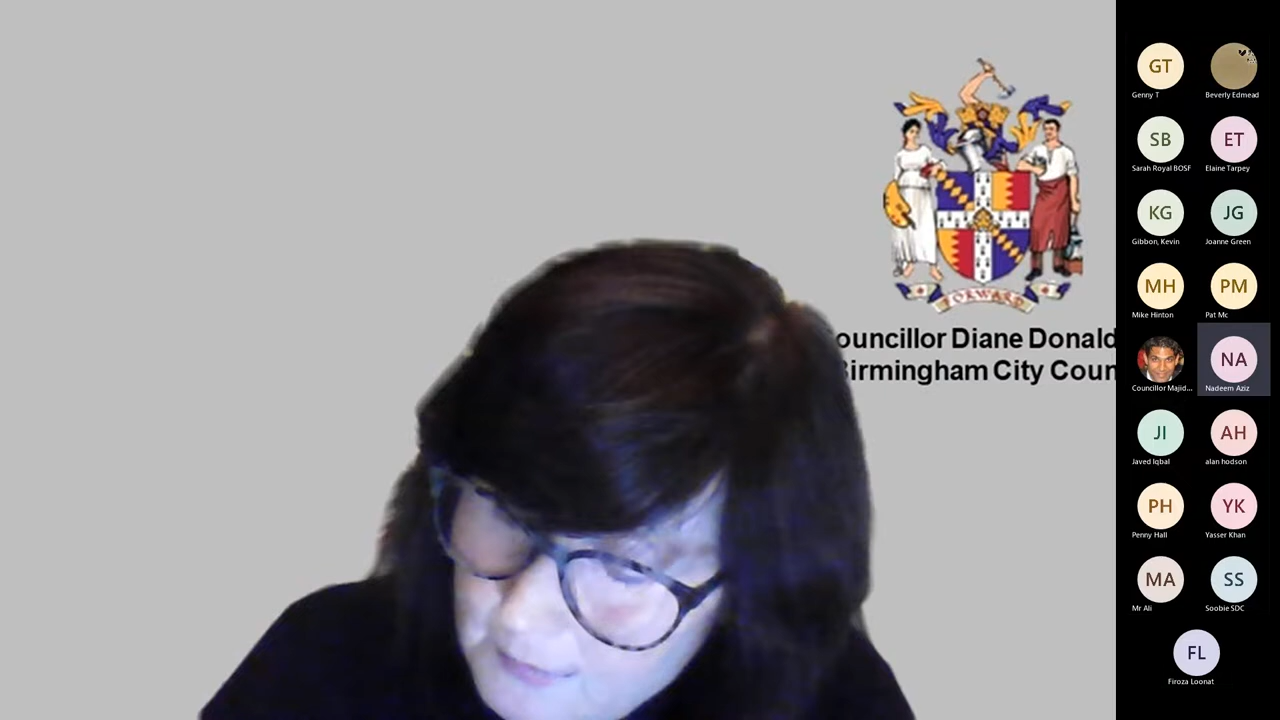 FORWARD
ouncillor Diane Donald
Birmingham City Coun
GT
Genny T
Beverly Edmead
SB
Sarah Royal BOSF
ET
Elaine Tarpey
KG
Gibbon, Kevin
JG
Joanne Green
MH
Mike Hinton
PM
Pat Mc
Councillor Majid...
NA
Nadeem Aziz
JI
Javed Iqbal
AH
alan hodson
PH
Penny Hall
YK
Yasser Khan
MA
Mr Ali
SS
Soobie SDC
FL
Firoza Loonat